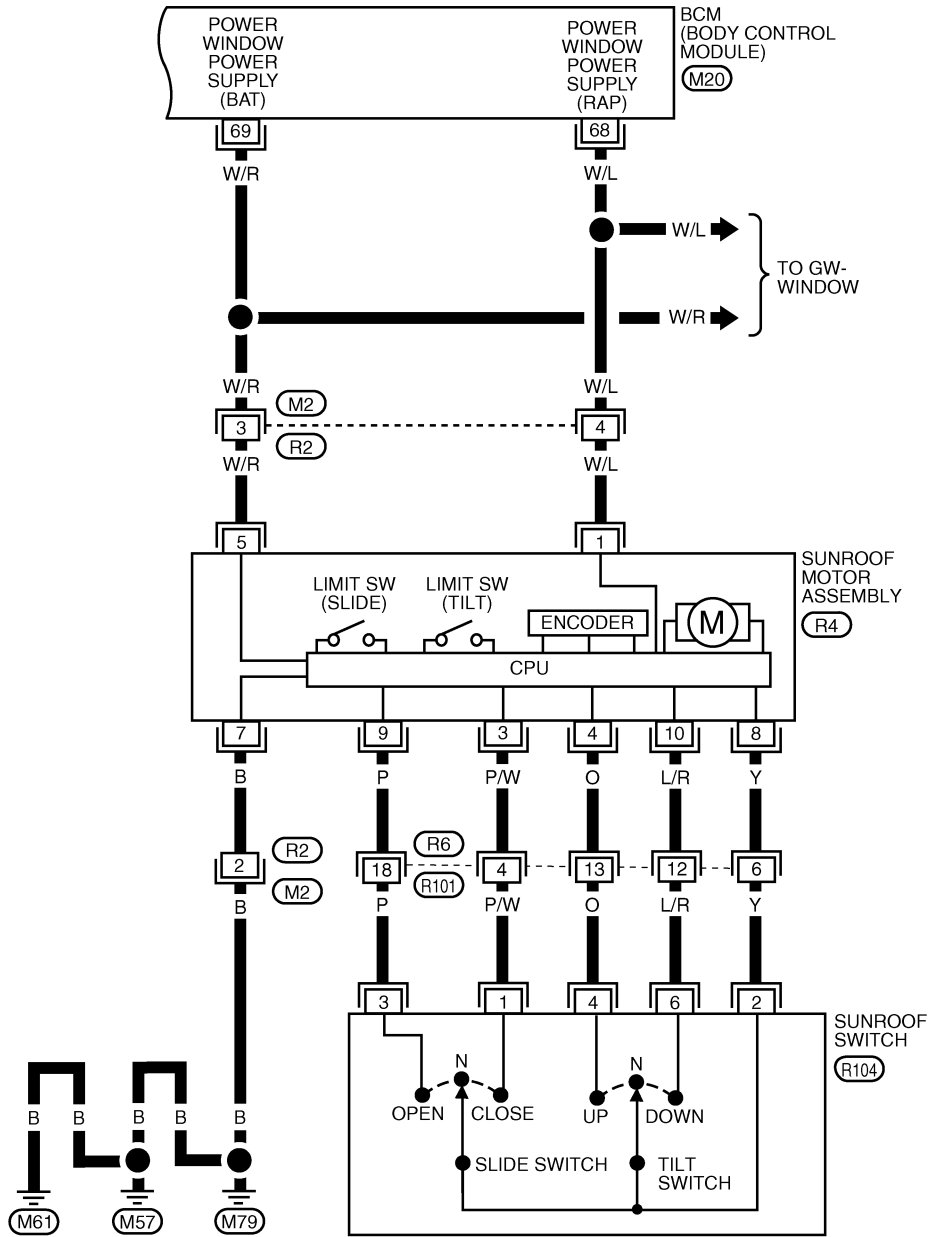 POWER
WINDOW
POWER
SUPPLY
(BAT)
POWER
WINDOW
POWER
SUPPLY
(RAP)
BCM
(BODY CONTROL
MODULE)
M20
69
68
W/R
W/L
W/L
TO GW-
WINDOW
W/R
W/R
W/L
M2
3
4
R2
W/R
W/L
5
1
SUNROOF
MOTOR
ASSEMBLY
R4
LIMIT SW
(SLIDE)
LIMIT SW
(TILT)
ENCODER
M
CPU
7
9
3
4
10
8
B
P
P/W
O
L/R
Y
R2
R6
2
18
4
13
12
6
M2
R101
B
P
P/W
O
L/R
Y
3
1
4
6
2
SUNROOF
SWITCH
R104
N
N
OPEN
CLOSE
UP
DOWN
B
B
B
B
B
SLIDE SWITCH
TILT
SWITCH
M61
M57
M79